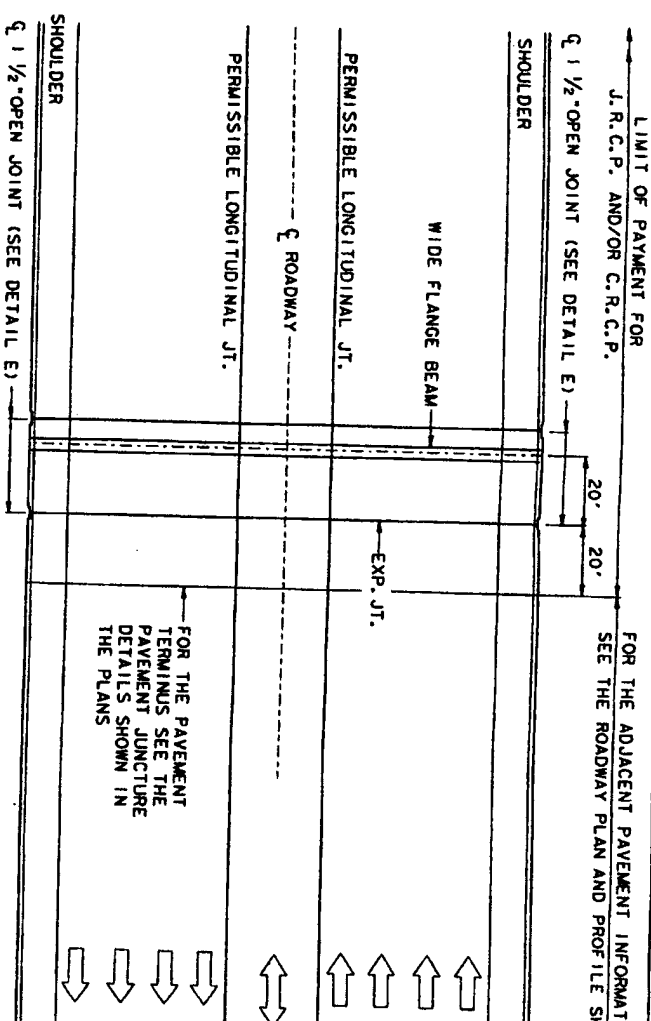 LIMIT OF PAYMENT FOR
J.R.C.P. AND/OR C.R.C.P.
FOR THE ADJACENT PAVEMENT
SEE THE ROADWAY PLAN AND PROFILE
20'
20'
℄ 1 1/2" OPEN JOINT (SEE DETAIL E)
SHOULDER
WIDE FLANGE BEAM
EXP. JT.
PERMISSIBLE LONGITUDINAL JT.
℄ ROADWAY
PERMISSIBLE LONGITUDINAL JT.
FOR THE PAVEMENT
TERMINUS SEE THE
PAVEMENT JUNCTURE
DETAILS SHOWN IN
THE PLANS
SHOULDER
℄ 1 1/2" OPEN JOINT (SEE DETAIL E)